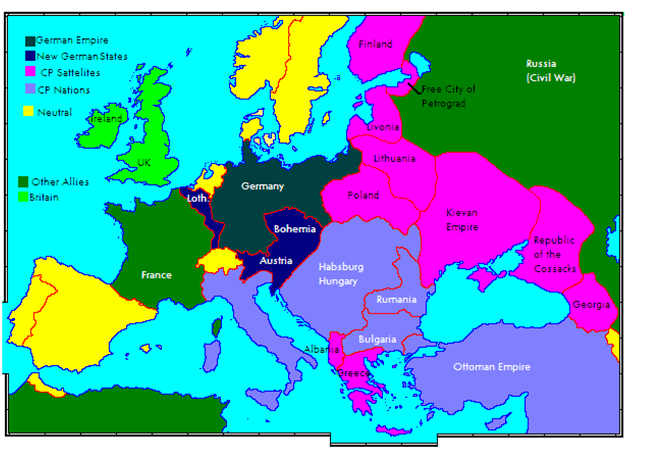 German Empire
New German States
CP Sattelites
CP Nations
Neutral
Other Allies
Britain
Finland
Russia
(Civil War)
Free City of
Petrograd
Ireland
Livonia
UK
Lithuania
Germany
Loth.
Poland
Bohemia
Kievan
Empire
Austria
Republic
of the
Cossacks
France
Habsburg
Hungary
Rumania
Georgia
Bulgaria
Albania
Ottoman Empire
Greece